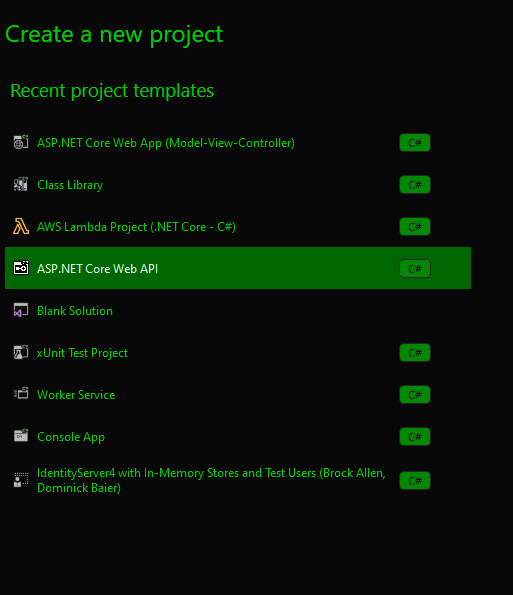 Create a new project
Recent project templates
ASP.NET Core Web App (Model-View-Controller) C#
Class Library C#
AWS Lambda Project (.NET Core - C#) C#
ASP.NET Core Web API C#
Blank Solution
xUnit Test Project C#
Worker Service C#
Console App C#
IdentityServer4 with In-Memory Stores and Test Users (Brock Allen, C#
Dominick Baier)